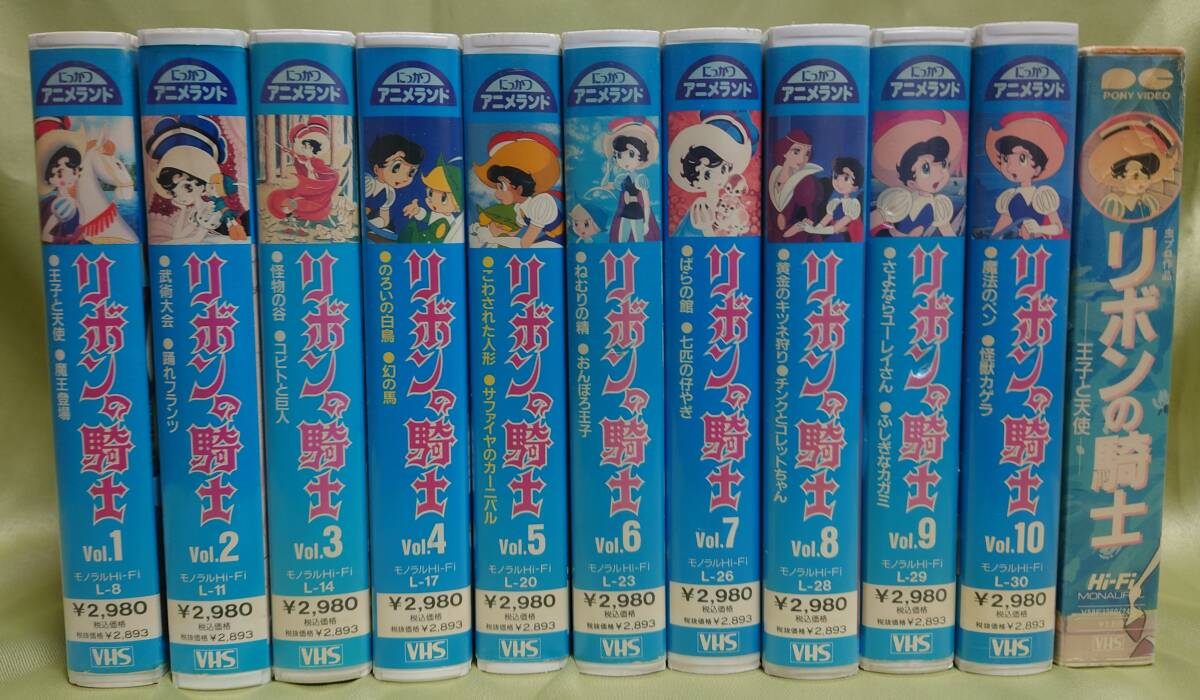 にっかつ
アニメランド
リボンの騎士
●王子と天使 ●魔王登場
Vol.1
モノラルHi-Fi
L-8
¥2,980
税込価格
税抜価格¥2,893
VHS
にっかつ
アニメランド
リボンの騎士
●武術大会 ●踊れフランツ
Vol.2
モノラルHi-Fi
L-11
¥2,980
税込価格
税抜価格¥2,893
VHS
にっかつ
アニメランド
リボンの騎士
●怪物の谷 ●コビトと巨人
Vol.3
モノラルHi-Fi
L-14
¥2,980
税込価格
税抜価格¥2,893
VHS
にっかつ
アニメランド
リボンの騎士
●のろいの白鳥 ●幻の馬
Vol.4
モノラルHi-Fi
L-17
¥2,980
税込価格
税抜価格¥2,893
VHS
にっかつ
アニメランド
リボンの騎士
●こわされた人形 ●サファイヤのカーニバル
Vol.5
モノラルHi-Fi
L-20
¥2,980
税込価格
税抜価格¥2,893
VHS
にっかつ
アニメランド
リボンの騎士
●ねむりの精 ●おんぼろ王子
Vol.6
モノラルHi-Fi
L-23
¥2,980
税込価格
税抜価格¥2,893
VHS
にっかつ
アニメランド
リボンの騎士
●ばらの館 ●七匹の仔やぎ
Vol.7
モノラルHi-Fi
L-26
¥2,980
税込価格
税抜価格¥2,893
VHS
にっかつ
アニメランド
リボンの騎士
●黄金のキツネ狩り●チンクとコレットちゃん
Vol.8
モノラルHi-Fi
L-28
¥2,980
税込価格
税抜価格¥2,893
VHS
にっかつ
アニメランド
リボンの騎士
●さよならユーレイさん ●ふしぎなカガミ
Vol.9
モノラルHi-Fi
L-29
¥2,980
税込価格
税抜価格¥2,893
VHS
にっかつ
アニメランド
リボンの騎士
●魔法のペン ●怪獣カゲラ
Vol.10
モノラルHi-Fi
L-30
¥2,980
税込価格
税抜価格¥2,893
VHS
PONY VIDEO
虫プロ作品
リボンの騎士
王子と天使
Hi-Fi
MONAURAL
VHS